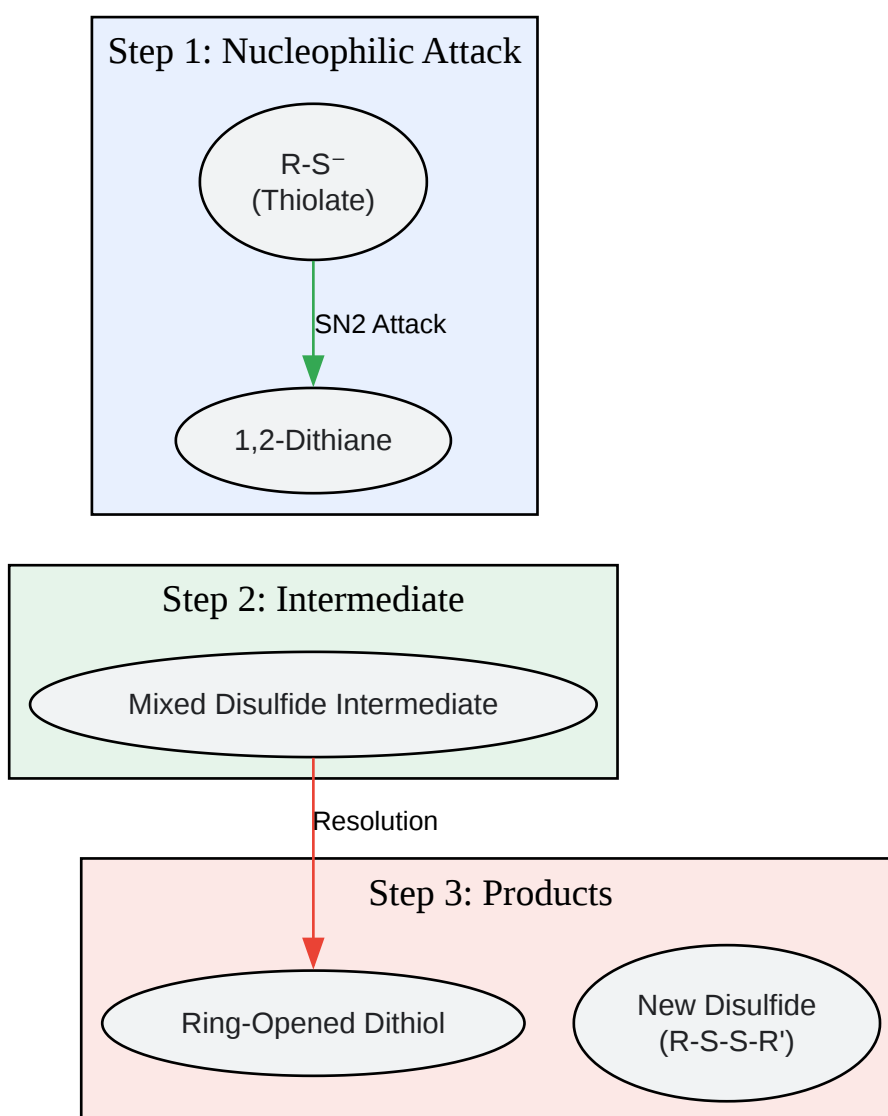 Step 1: Nucleophilic Attack
R-S⁻
(Thiolate)
SN2 Attack
1,2-Dithiane
Step 2: Intermediate
Mixed Disulfide Intermediate
Resolution
Step 3: Products
Ring-Opened Dithiol
New Disulfide
(R-S-S-R')